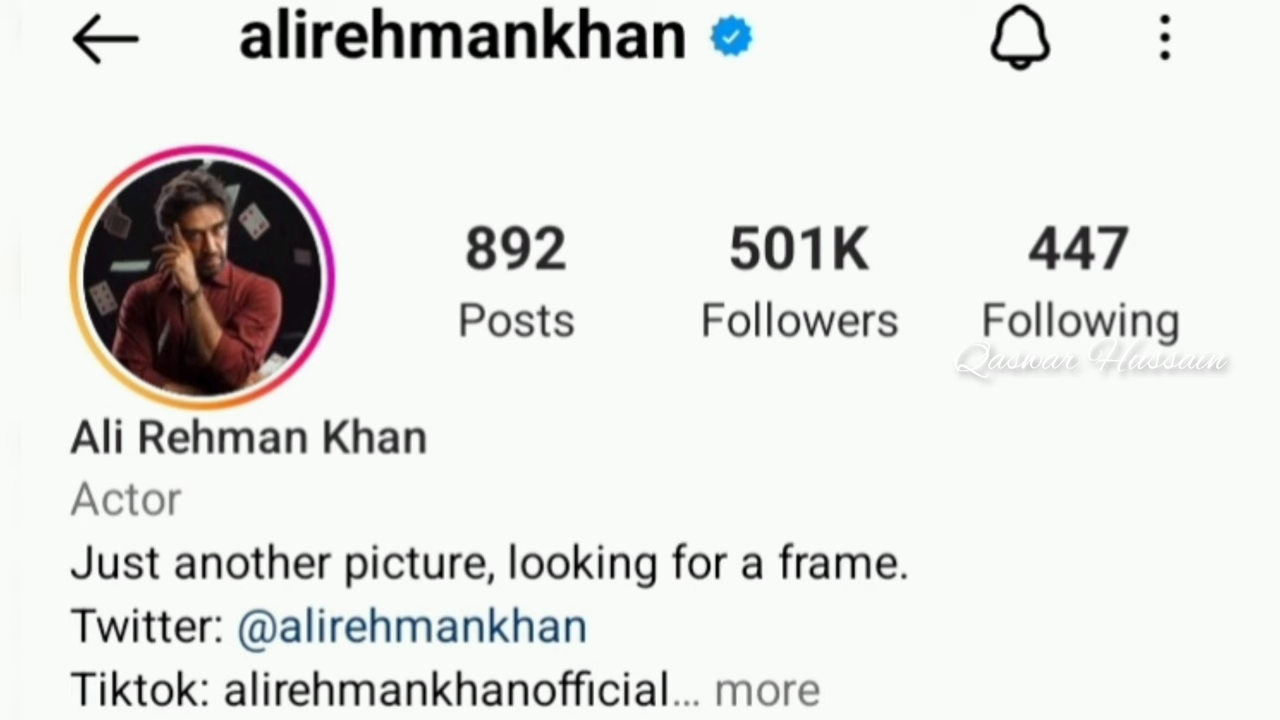 alirehmankhan
892 501K 447
Posts Followers Following
Qaswar Hussain
Ali Rehman Khan
Actor
Just another picture, looking for a frame.
Twitter: @alirehmankhan
Tiktok: alirehmankhanofficial... more